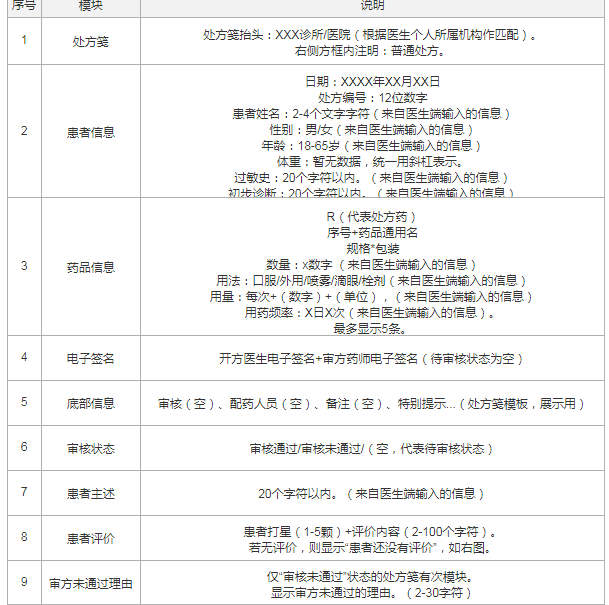 序号 模块 说明
1 处方笺 处方笺抬头：XXX诊所/医院（根据医生个人所属机构作匹配）。
右侧方框内注明：普通处方。
2 患者信息 日期：XXXX年XX月XX日
处方编号：12位数字
患者姓名：2-4个文字字符（来自医生端输入的信息）
性别：男/女（来自医生端输入的信息）
年龄：18-65岁（来自医生端输入的信息）
体重：暂无数据，统一用斜杠表示。
过敏史：20个字符以内。（来自医生端输入的信息）
初步诊断：20个字符以内。（来自医生端输入的信息）
3 药品信息 R（代表处方药）
序号+药品通用名
规格*包装
数量：x数字 （来自医生端输入的信息）
用法：口服/外用/喷雾/滴眼/栓剂（来自医生端输入的信息）
用量：每次+（数字）+（单位），（来自医生端输入的信息）
用药频率：X日X次（来自医生端输入的信息）。
最多显示5条。
4 电子签名 开方医生电子签名+审方药师电子签名（待审核状态为空）
5 底部信息 审核（空）、配药人员（空）、备注（空）、特别提示...（处方笺模板，展示用）
6 审核状态 审核通过/审核未通过/（空，代表待审核状态）
7 患者主述 20个字符以内。（来自医生端输入的信息）
8 患者评价 患者打星（1-5颗）+评价内容（2-100个字符）。
若无评价，则显示“患者还没有评价”，如右图。
9 审方未通过理由 仅“审核未通过”状态的处方笺有次模块。
显示审方未通过的理由。（2-30字符）